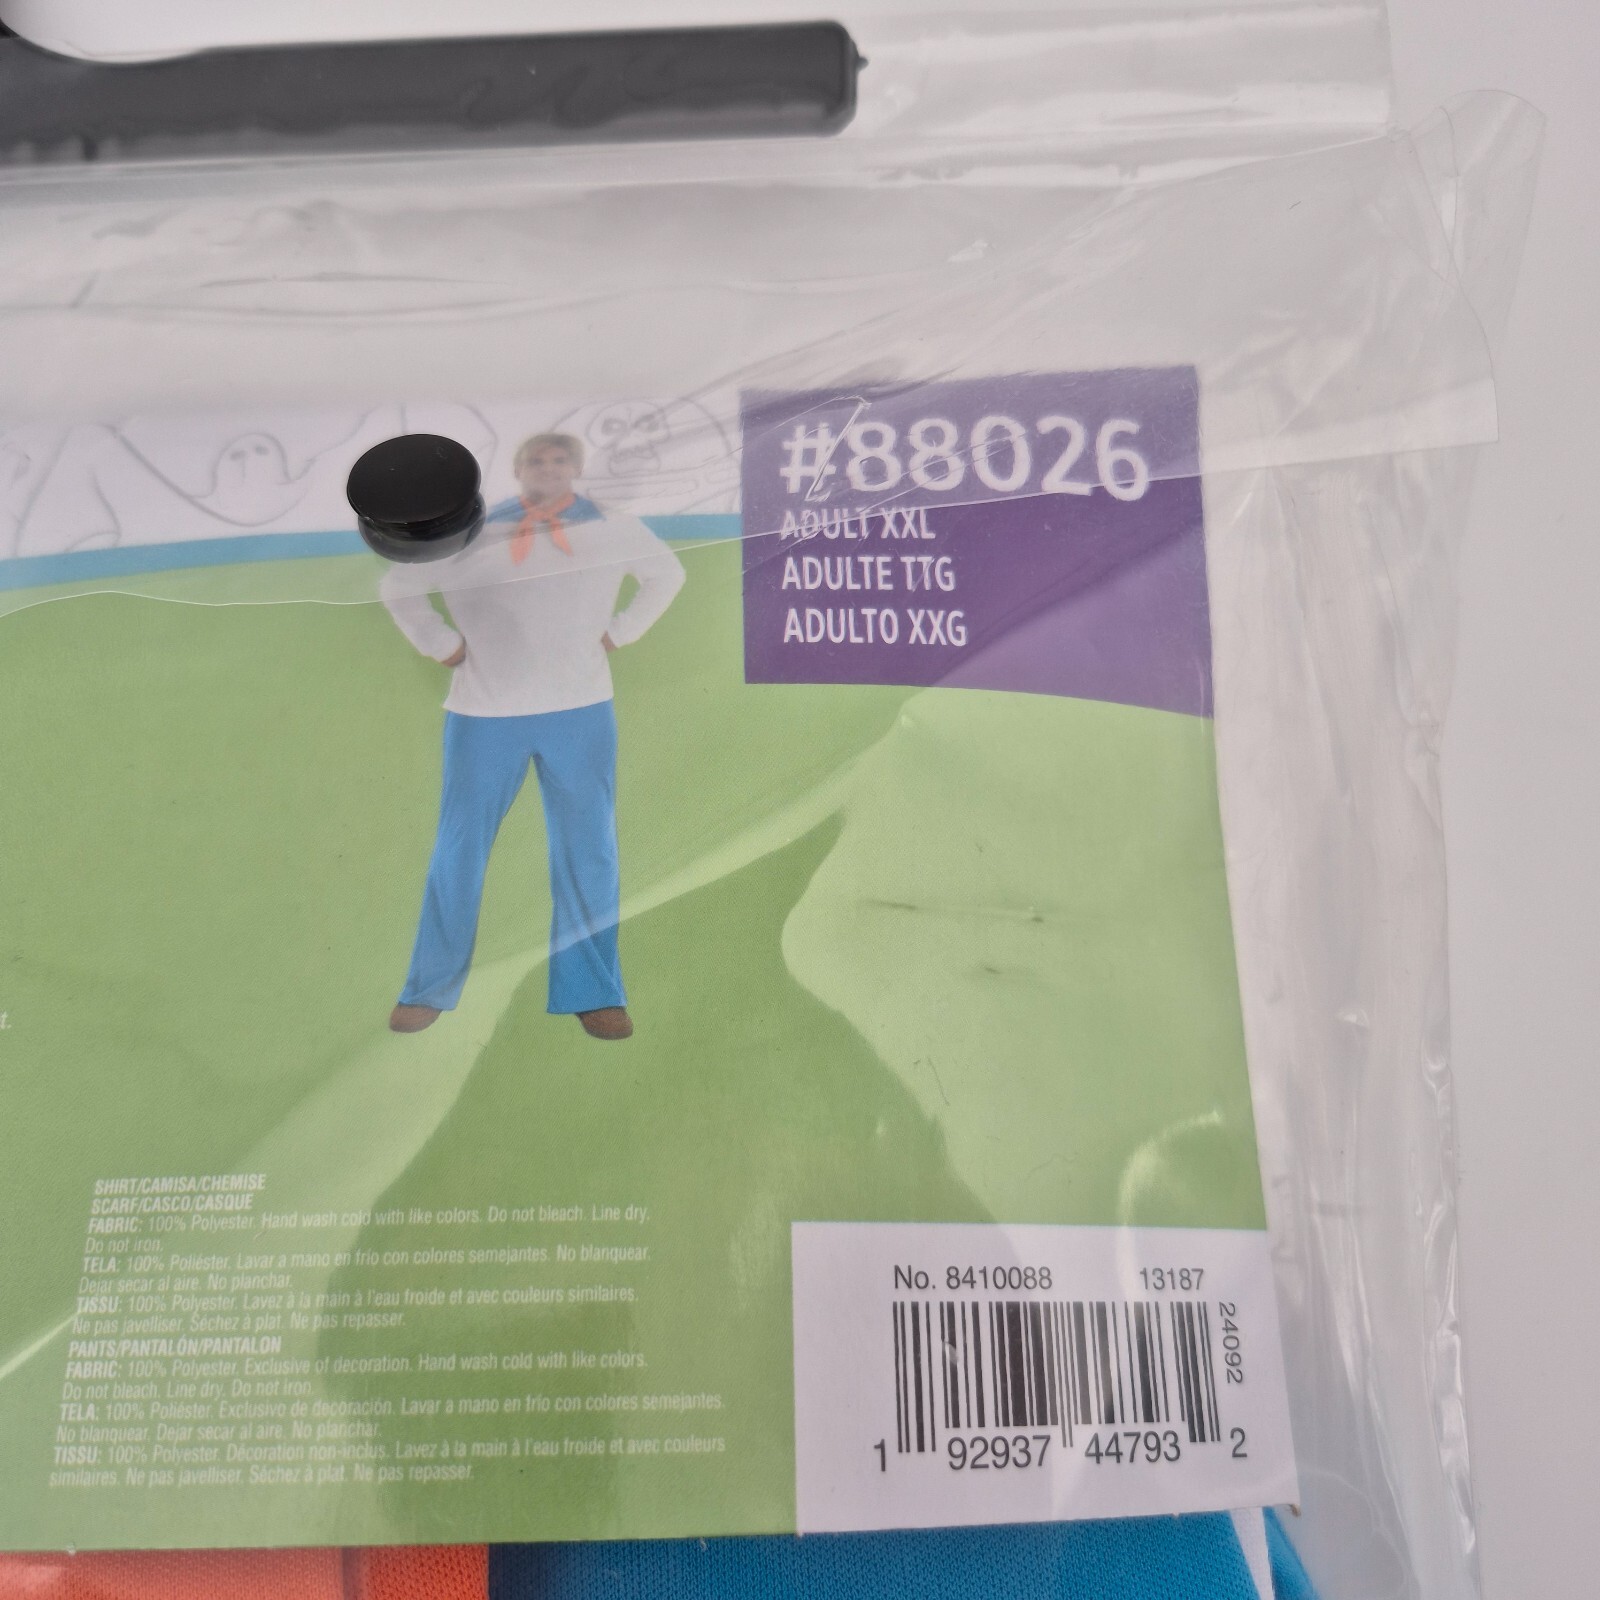 #88026
ADULT XXL
ADULTE TTG
ADULTO XXG
t.
SHIRT/CAMISA/CHEMISE
SCARF/CASCO/CASQUE
FABRIC: 100% Polyester. Hand wash cold with like colors. Do not bleach. Line dry.
Do not iron.
TELA: 100% Poliéster. Lavar a mano en frío con colores semejantes. No blanquear.
Dejar secar al aire. No planchar.
TISSU: 100% Polyester. Lavez à la main à l'eau froide et avec couleurs similaires.
Ne pas javelliser. Séchez à plat. Ne pas repasser.
PANTS/PANTALÓN/PANTALON
FABRIC: 100% Polyester. Exclusive of decoration. Hand wash cold with like colors.
Do not bleach. Line dry. Do not iron.
TELA: 100% Poliéster. Exclusivo de decoración. Lavar a mano en frío con colores semejantes.
No blanquear. Dejar secar al aire. No planchar.
TISSU: 100% Polyester. Décoration non-inclus. Lavez à la main à l'eau froide et avec couleurs
similaires. Ne pas javelliser. Séchez à plat. Ne pas repasser.
No. 8410088 13187
24092
1 92937 44793 2